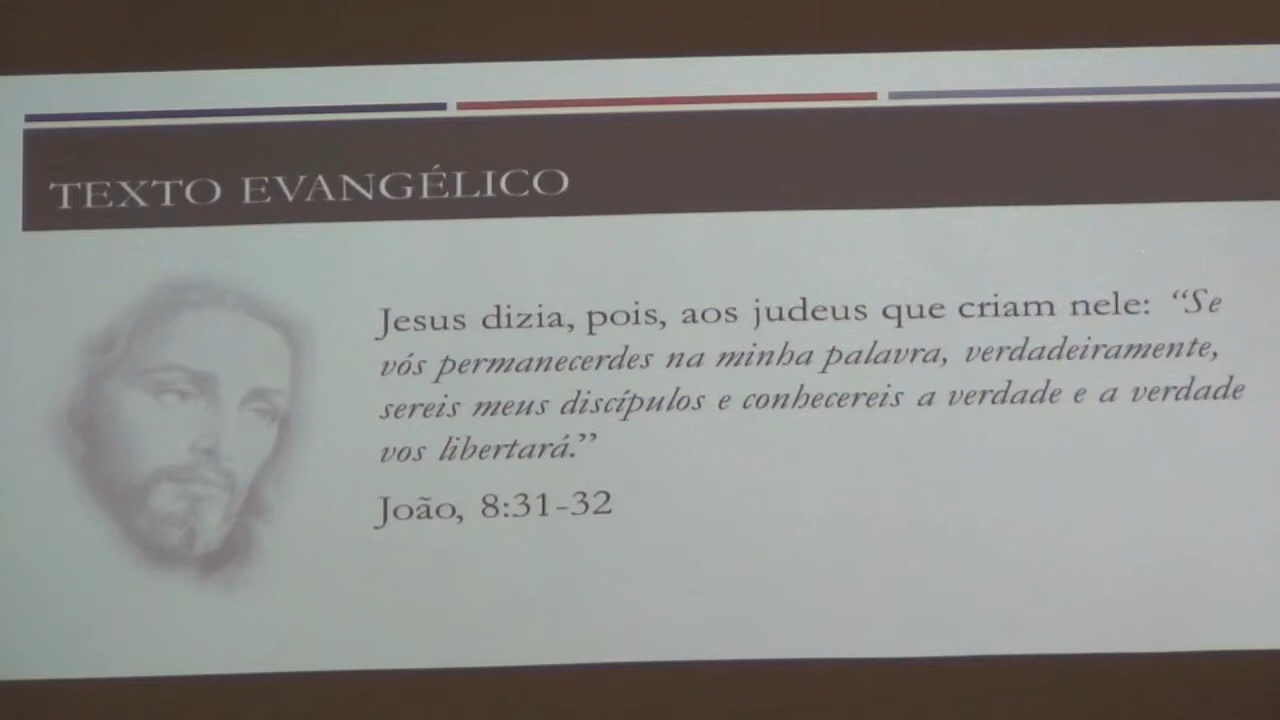 TEXTO EVANGÉLICO
Jesus dizia, pois, aos judeus que criam nele: “Se
vós permanecerdes na minha palavra, verdadeiramente,
sereis meus discípulos e conhecereis a verdade e a verdade
vos libertará.”
João, 8:31-32